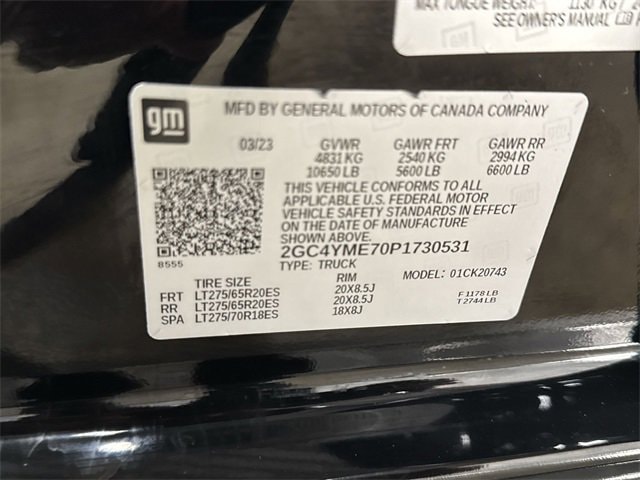 MAX TONGUE WEIGHT: 1130 KG /
SEE OWNER'S MANUAL
gm
MFD BY GENERAL MOTORS OF CANADA COMPANY
03/23 GVWR GAWR FRT GAWR RR
4831 KG 2540 KG 2994 KG
10650 LB 5600 LB 6600 LB
THIS VEHICLE CONFORMS TO ALL
APPLICABLE U.S. FEDERAL MOTOR
VEHICLE SAFETY STANDARDS IN EFFECT
ON THE DATE OF MANUFACTURE
SHOWN ABOVE.
2GC4YME70P1730531
8555 TYPE: TRUCK
MODEL: 01CK20743
TIRE SIZE RIM
FRT LT275/65R20ES 20X8.5J F 1178 LB
RR LT275/65R20ES 20X8.5J T 2744 LB
SPA LT275/70R18ES 18X8J